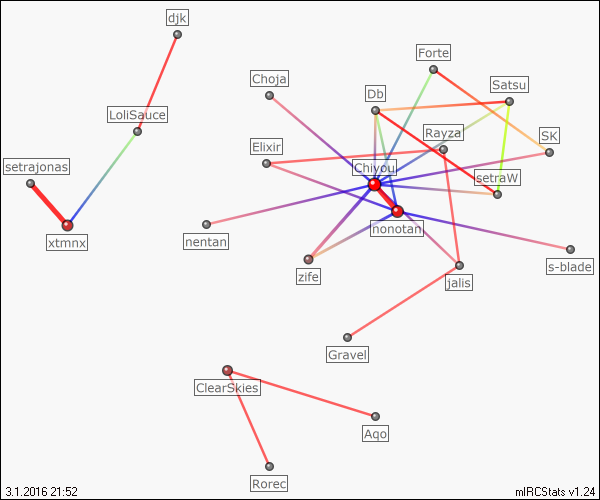 djk
Forte
Choja
Satsu
Db
LoliSauce
Rayza
SK
Elixir
setrajonas
Chiyou
setraW
xtmnx
nentan
nonotan
zife
s-blade
jalis
Gravel
ClearSkies
Aqo
Rorec
3.1.2016 21:52
mIRCStats v1.24